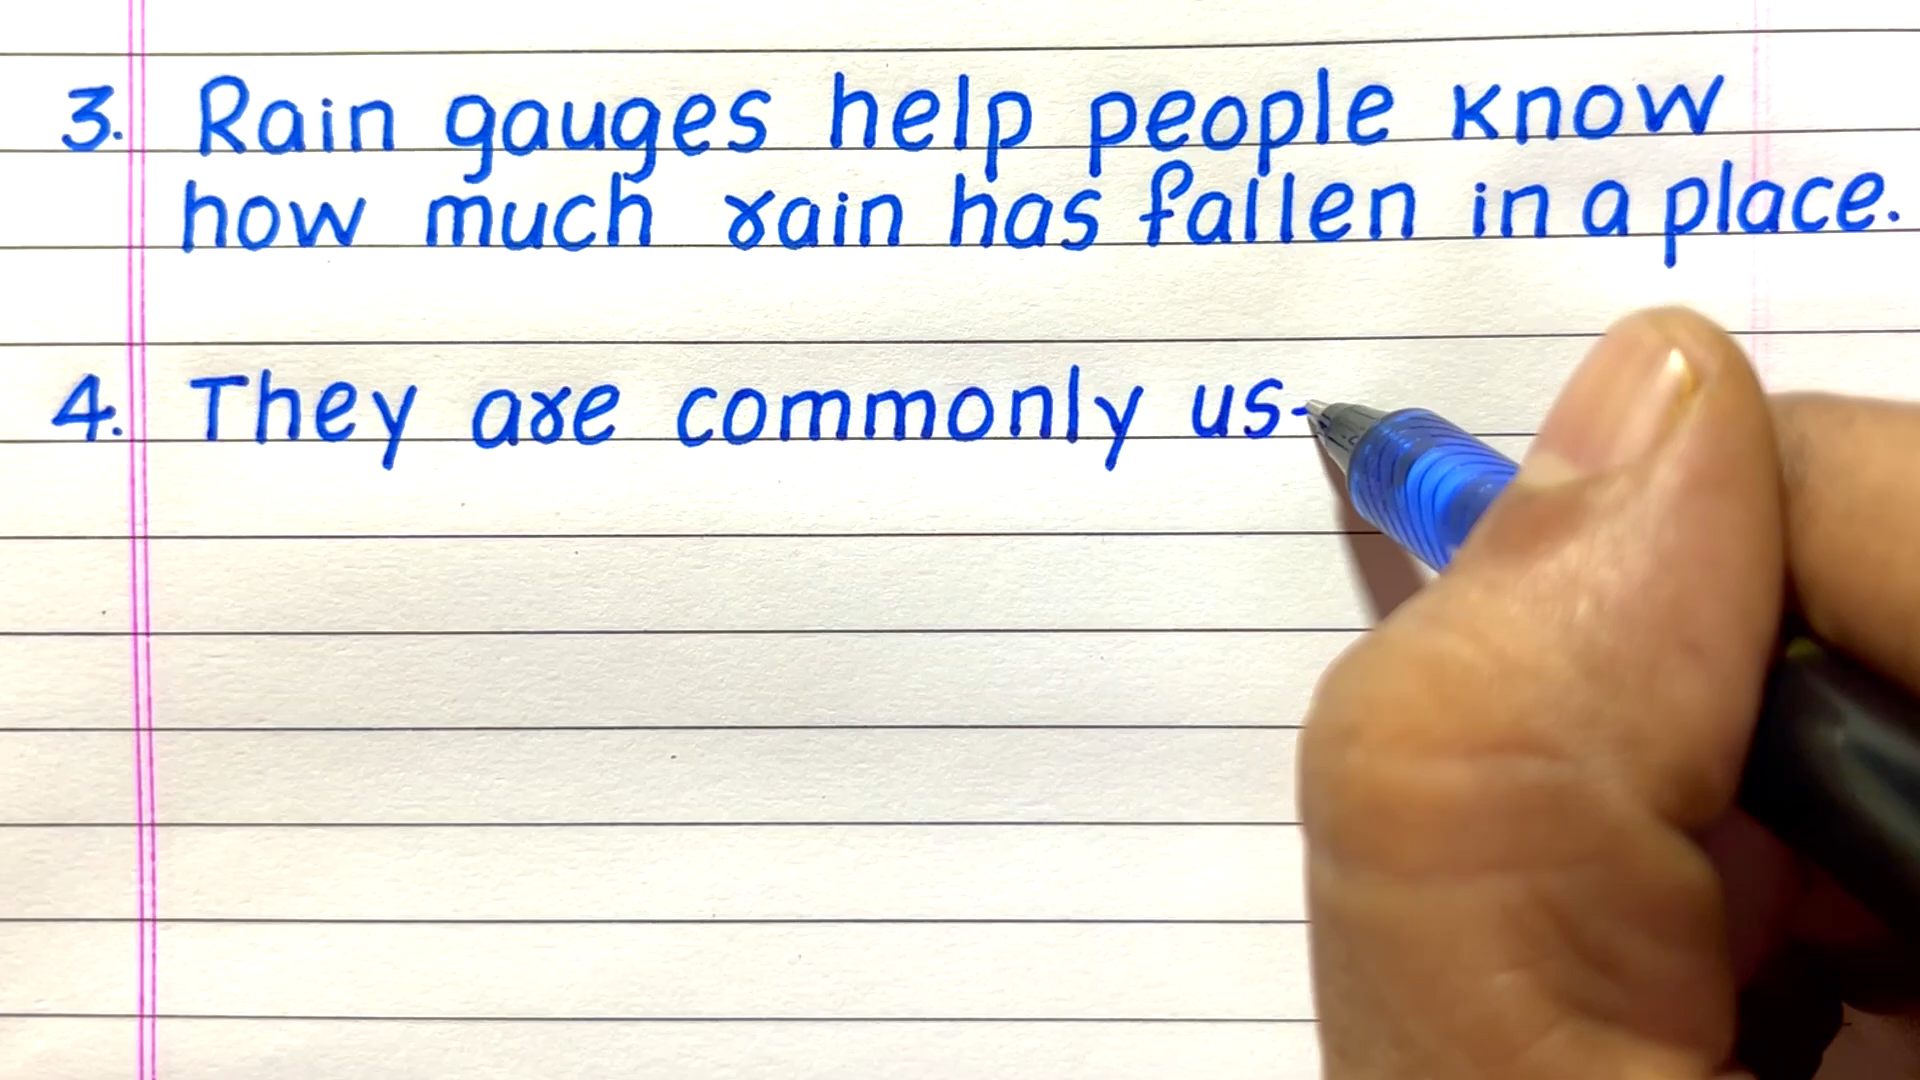 3. Rain gauges help people know
how much rain has fallen in a place.
4. They are commonly us-